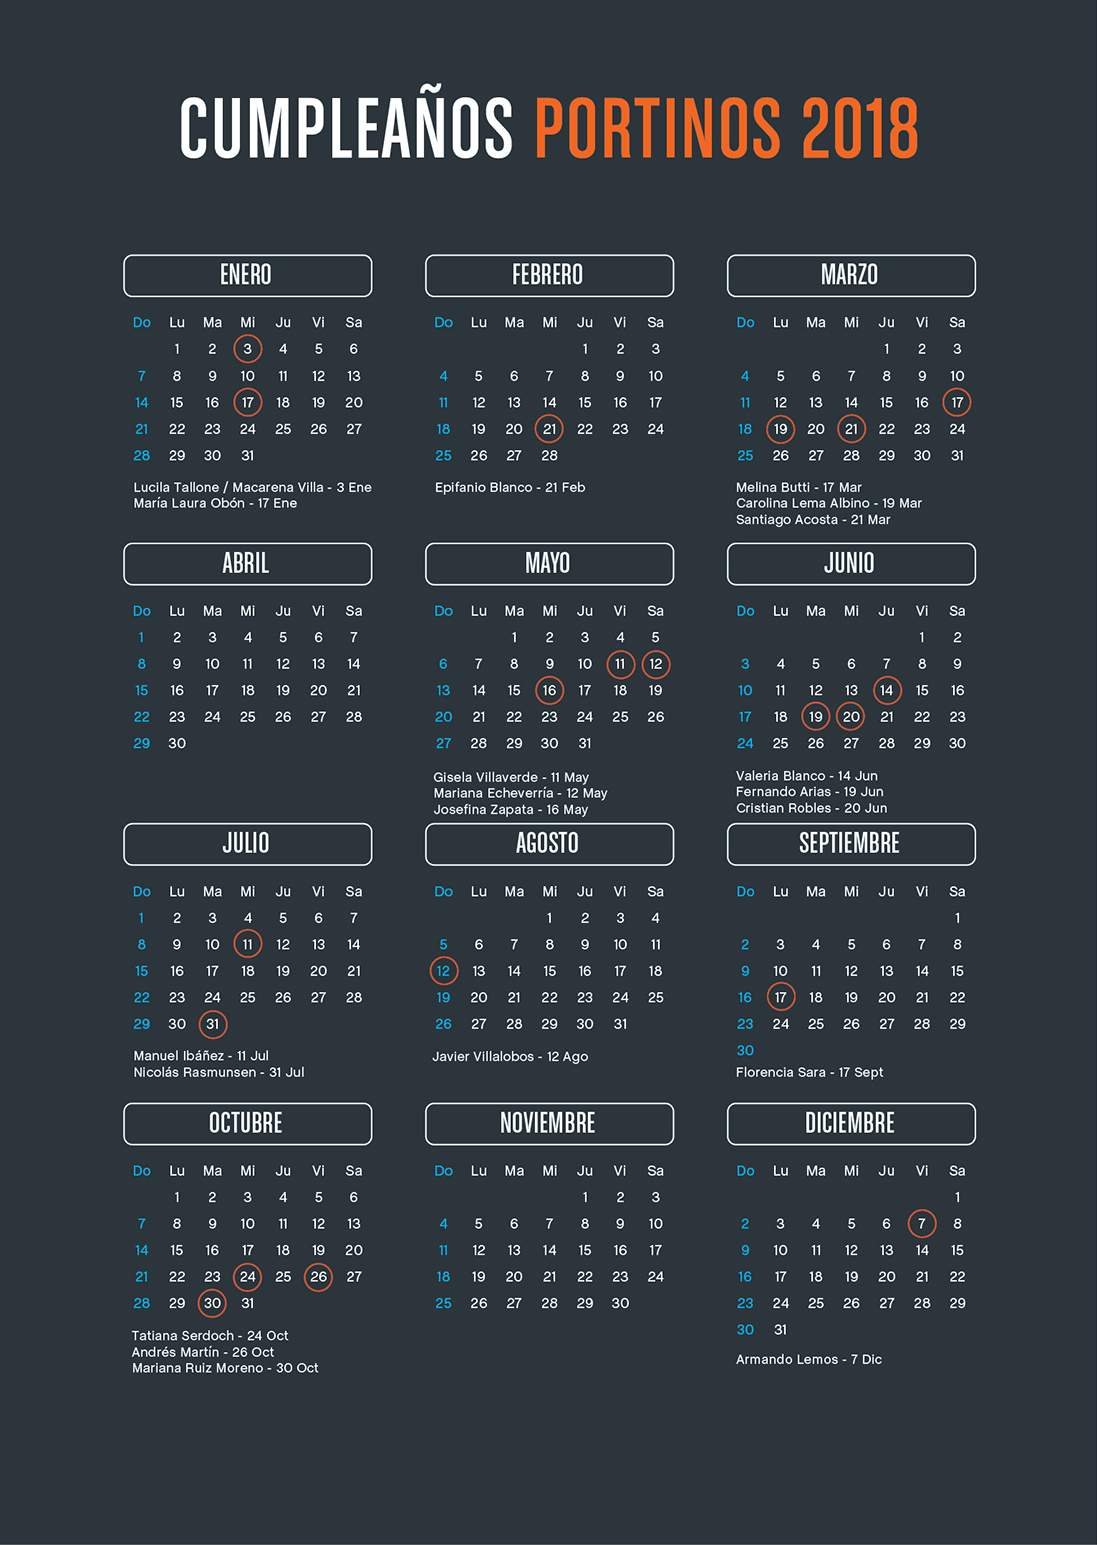 CUMPLEAÑOS PORTINOS 2018
ENERO
Do Lu Ma Mi Ju Vi Sa
1 2 3 4 5 6
7 8 9 10 11 12 13
14 15 16 17 18 19 20
21 22 23 24 25 26 27
28 29 30 31
Lucila Tallone / Macarena Villa - 3 Ene
María Laura Obón - 17 Ene
FEBRERO
Do Lu Ma Mi Ju Vi Sa
1 2 3
4 5 6 7 8 9 10
11 12 13 14 15 16 17
18 19 20 21 22 23 24
25 26 27 28
Epifanio Blanco - 21 Feb
MARZO
Do Lu Ma Mi Ju Vi Sa
1 2 3
4 5 6 7 8 9 10
11 12 13 14 15 16 17
18 19 20 21 22 23 24
25 26 27 28 29 30 31
Melina Butti - 17 Mar
Carolina Lema Albino - 19 Mar
Santiago Acosta - 21 Mar
ABRIL
Do Lu Ma Mi Ju Vi Sa
1 2 3 4 5 6 7
8 9 10 11 12 13 14
15 16 17 18 19 20 21
22 23 24 25 26 27 28
29 30
MAYO
Do Lu Ma Mi Ju Vi Sa
1 2 3 4 5
6 7 8 9 10 11 12
13 14 15 16 17 18 19
20 21 22 23 24 25 26
27 28 29 30 31
Gisela Villaverde - 11 May
Mariana Echeverría - 12 May
Josefina Zapata - 16 May
JUNIO
Do Lu Ma Mi Ju Vi Sa
1 2
3 4 5 6 7 8 9
10 11 12 13 14 15 16
17 18 19 20 21 22 23
24 25 26 27 28 29 30
Valeria Blanco - 14 Jun
Fernando Arias - 19 Jun
Cristian Robles - 20 Jun
JULIO
Do Lu Ma Mi Ju Vi Sa
1 2 3 4 5 6 7
8 9 10 11 12 13 14
15 16 17 18 19 20 21
22 23 24 25 26 27 28
29 30 31
Manuel Ibáñez - 11 Jul
Nicolás Rasmunsen - 31 Jul
AGOSTO
Do Lu Ma Mi Ju Vi Sa
1 2 3 4
5 6 7 8 9 10 11
12 13 14 15 16 17 18
19 20 21 22 23 24 25
26 27 28 29 30 31
Javier Villalobos - 12 Ago
SEPTIEMBRE
Do Lu Ma Mi Ju Vi Sa
1
2 3 4 5 6 7 8
9 10 11 12 13 14 15
16 17 18 19 20 21 22
23 24 25 26 27 28 29
30
Florencia Sara - 17 Sept
OCTUBRE
Do Lu Ma Mi Ju Vi Sa
1 2 3 4 5 6
7 8 9 10 11 12 13
14 15 16 17 18 19 20
21 22 23 24 25 26 27
28 29 30 31
Tatiana Serdoch - 24 Oct
Andrés Martín - 26 Oct
Mariana Ruiz Moreno - 30 Oct
NOVIEMBRE
Do Lu Ma Mi Ju Vi Sa
1 2 3
4 5 6 7 8 9 10
11 12 13 14 15 16 17
18 19 20 21 22 23 24
25 26 27 28 29 30
DICIEMBRE
Do Lu Ma Mi Ju Vi Sa
1
2 3 4 5 6 7 8
9 10 11 12 13 14 15
16 17 18 19 20 21 22
23 24 25 26 27 28 29
30 31
Armando Lemos - 7 Dic